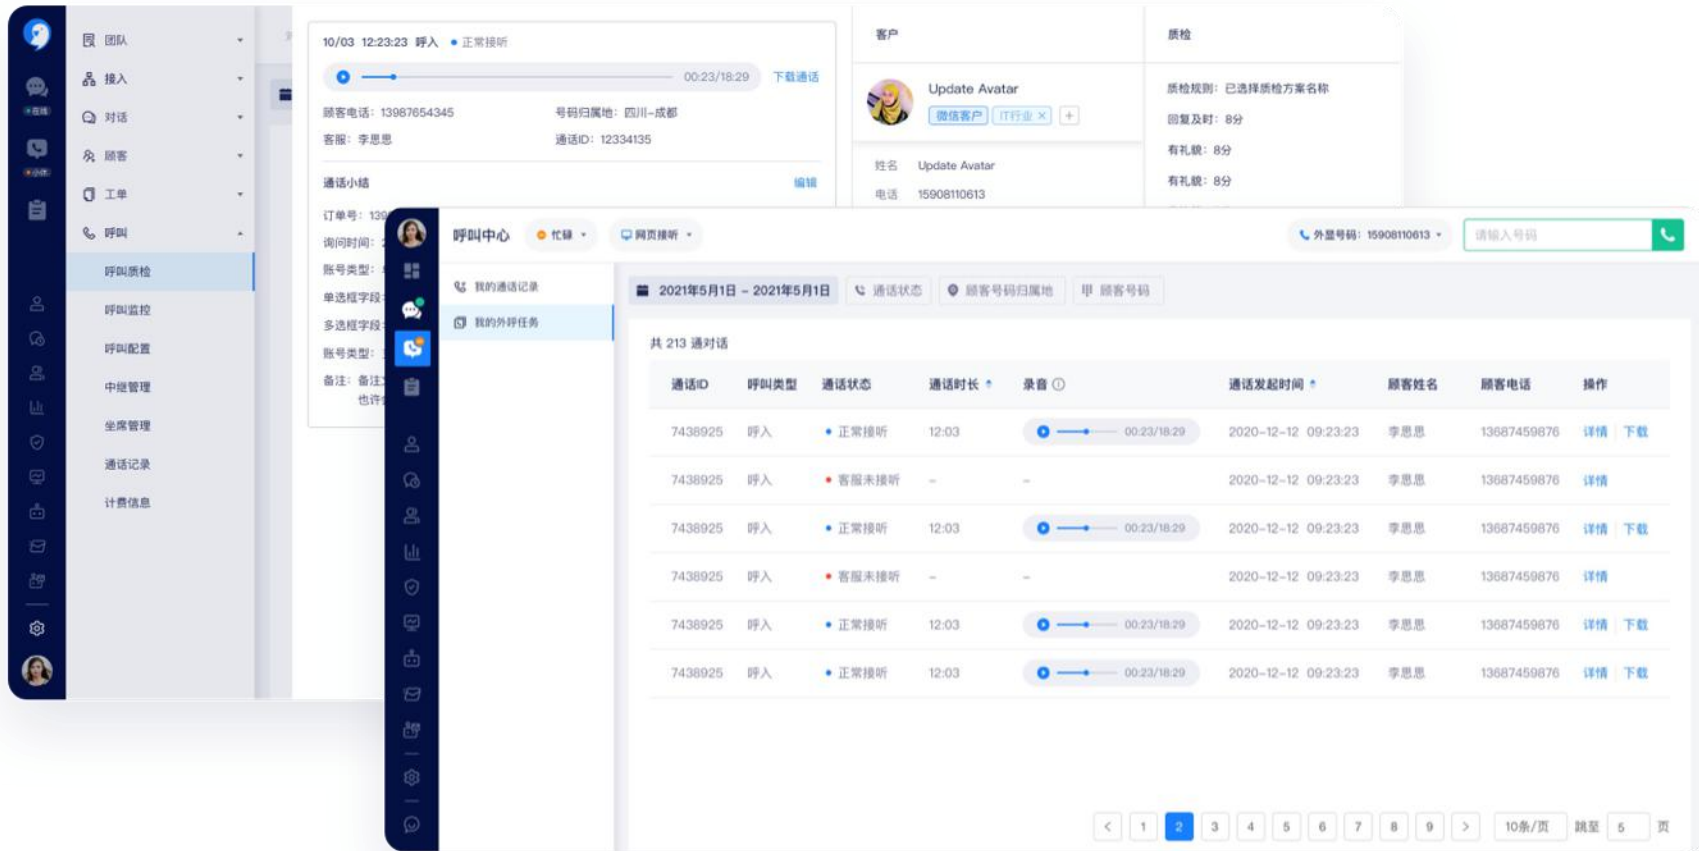 团队
接入
对话
顾客
工单
呼叫
呼叫质检
呼叫监控
呼叫配置
中继管理
坐席管理
通话记录
计费信息
在线
小休
10/03 12:23:23 呼入 正常接听
00:23/18:29 下载通话
顾客电话：13987654345 号码归属地：四川-成都
客服：李思思 通话ID：12334135
通话小结 编辑
订单号：139
询问时间：2
账号类型：
单选框字段：
多选框字段：
账号类型：
备注：备注
也许
客户
Update Avatar
微信客户 IT行业 × +
姓名 Update Avatar
电话 15908110613
质检
质检规则：已选择质检方案名称
回复及时：8分
有礼貌：8分
有礼貌：8分
呼叫中心 忙碌 网页接听 外显号码：15908110613 请输入号码
我的通话记录
我的外呼任务
2021年5月1日 - 2021年5月1日 通话状态 顾客号码归属地 顾客号码
共 213 通对话
通话ID 呼叫类型 通话状态 通话时长 录音 通话发起时间 顾客姓名 顾客电话 操作
7438925 呼入 正常接听 12:03 00:23/18:29 2020-12-12 09:23:23 李思思 13687459876 详情 下载
7438925 呼入 客服未接听 - - 2020-12-12 09:23:23 李思思 13687459876 详情
7438925 呼入 正常接听 12:03 00:23/18:29 2020-12-12 09:23:23 李思思 13687459876 详情 下载
7438925 呼入 客服未接听 - - 2020-12-12 09:23:23 李思思 13687459876 详情
7438925 呼入 正常接听 12:03 00:23/18:29 2020-12-12 09:23:23 李思思 13687459876 详情 下载
7438925 呼入 正常接听 12:03 00:23/18:29 2020-12-12 09:23:23 李思思 13687459876 详情 下载
< 1 2 3 4 5 6 7 8 9 > 10条/页 跳至 5 页